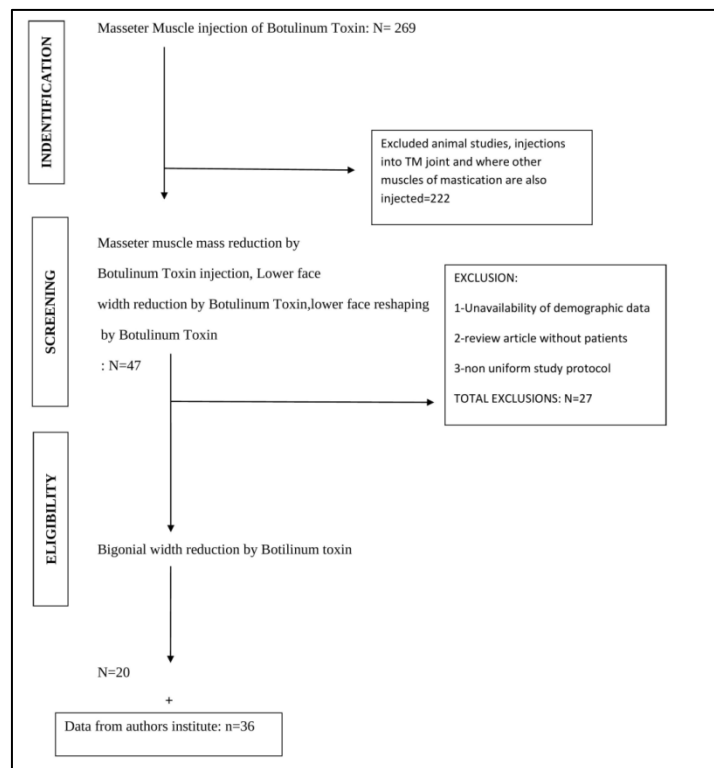 Masseter Muscle injection of Botulinum Toxin: N= 269
INDENTIFICATION
Excluded animal studies, injections
into TM joint and where other
muscles of mastication are also
injected=222
SCREENING
Masseter muscle mass reduction by
Botulinum Toxin injection, Lower face
width reduction by Botulinum Toxin,lower face reshaping
by Botulinum Toxin
: N=47
EXCLUSION:
1-Unavailability of demographic data
2-review article without patients
3-non uniform study protocol
TOTAL EXCLUSIONS: N=27
ELIGIBILITY
Bigonial width reduction by Botilinum toxin
N=20
+
Data from authors institute: n=36